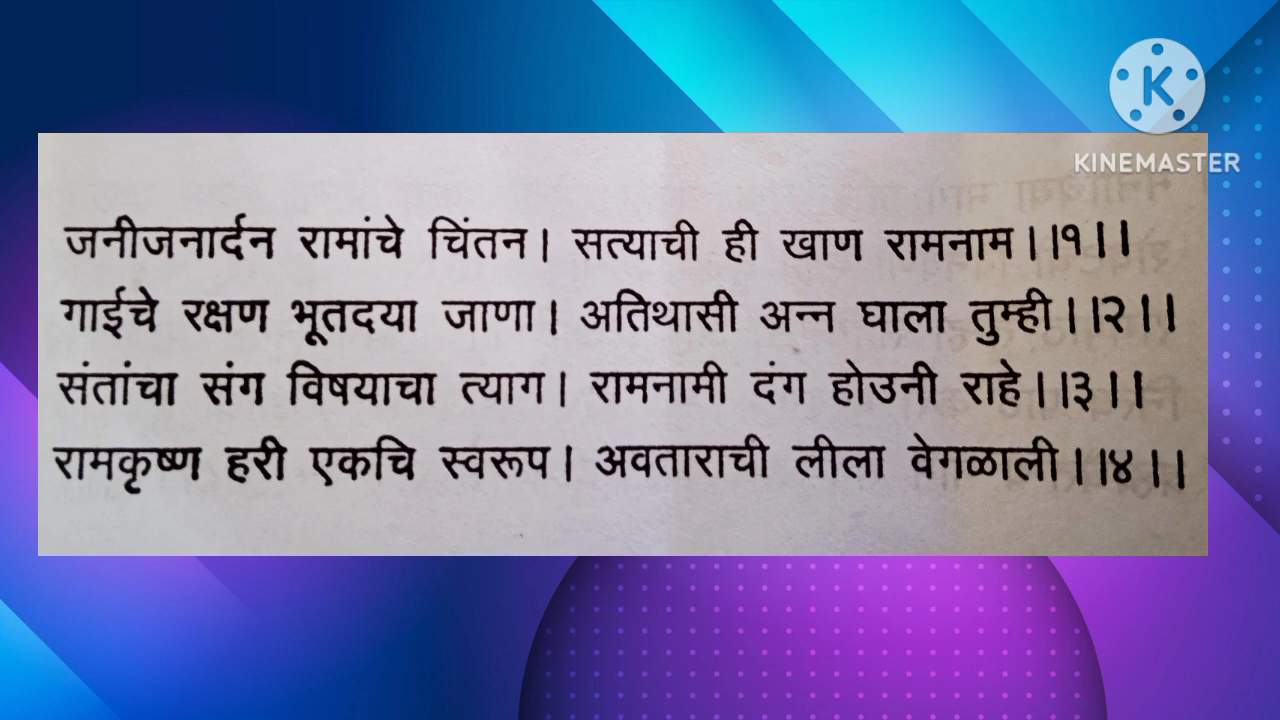 KINEMASTER
जनीजनार्दन रामांचे चिंतन। सत्याची ही खाण रामनाम।।१।।
गाईचे रक्षण भूतदया जाणा। अतिथासी अन्न घाला तुम्ही।।२।।
संतांचा संग विषयाचा त्याग। रामनामी दंग होउनी राहे।।३।।
रामकृष्ण हरी एकचि स्वरूप। अवताराची लीला वेगळाली।।४।।